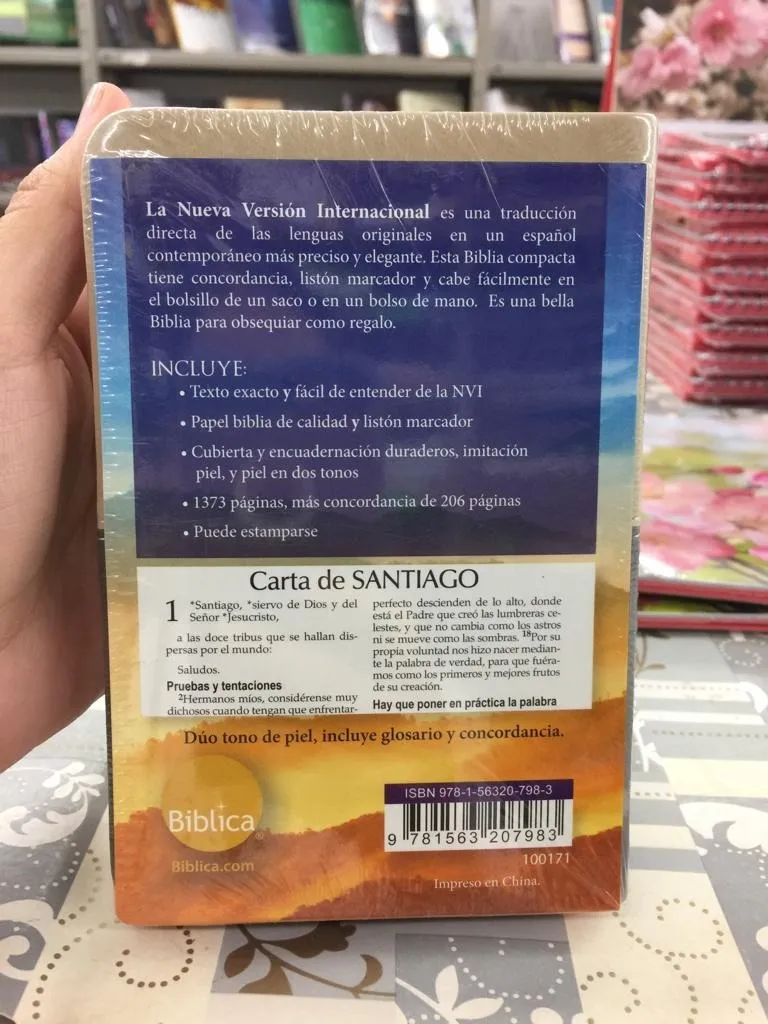 La Nueva Versión Internacional es una traducción
directa de las lenguas originales en un español
contemporáneo más preciso y elegante. Esta Biblia compacta
tiene concordancia, listón marcador y cabe fácilmente en
el bolsillo de un saco o en un bolso de mano. Es una bella
Biblia para obsequiar como regalo.
INCLUYE:
• Texto exacto y fácil de entender de la NVI
• Papel biblia de calidad y listón marcador
• Cubierta y encuadernación duraderos, imitación
piel, y piel en dos tonos
• 1373 páginas, más concordancia de 206 páginas
• Puede estamparse
Carta de SANTIAGO
1 *Santiago, *siervo de Dios y del
Señor *Jesucristo,
a las doce tribus que se hallan dis-
persas por el mundo:
Saludos.
Pruebas y tentaciones
2Hermanos míos, considérense muy
dichosos cuando tengan que enfrentar-
perfecto descienden de lo alto, donde
está el Padre que creó las lumbreras ce-
lestes, y que no cambia como los astros
ni se mueve como las sombras. 18Por su
propia voluntad nos hizo nacer median-
te la palabra de verdad, para que fuéra-
mos como los primeros y mejores frutos
de su creación.
Hay que poner en práctica la palabra
Dúo tono de piel, incluye glosario y concordancia.
Biblica®
Biblica.com
ISBN 978-1-56320-798-3
9 781563 207983
100171
Impreso en China.